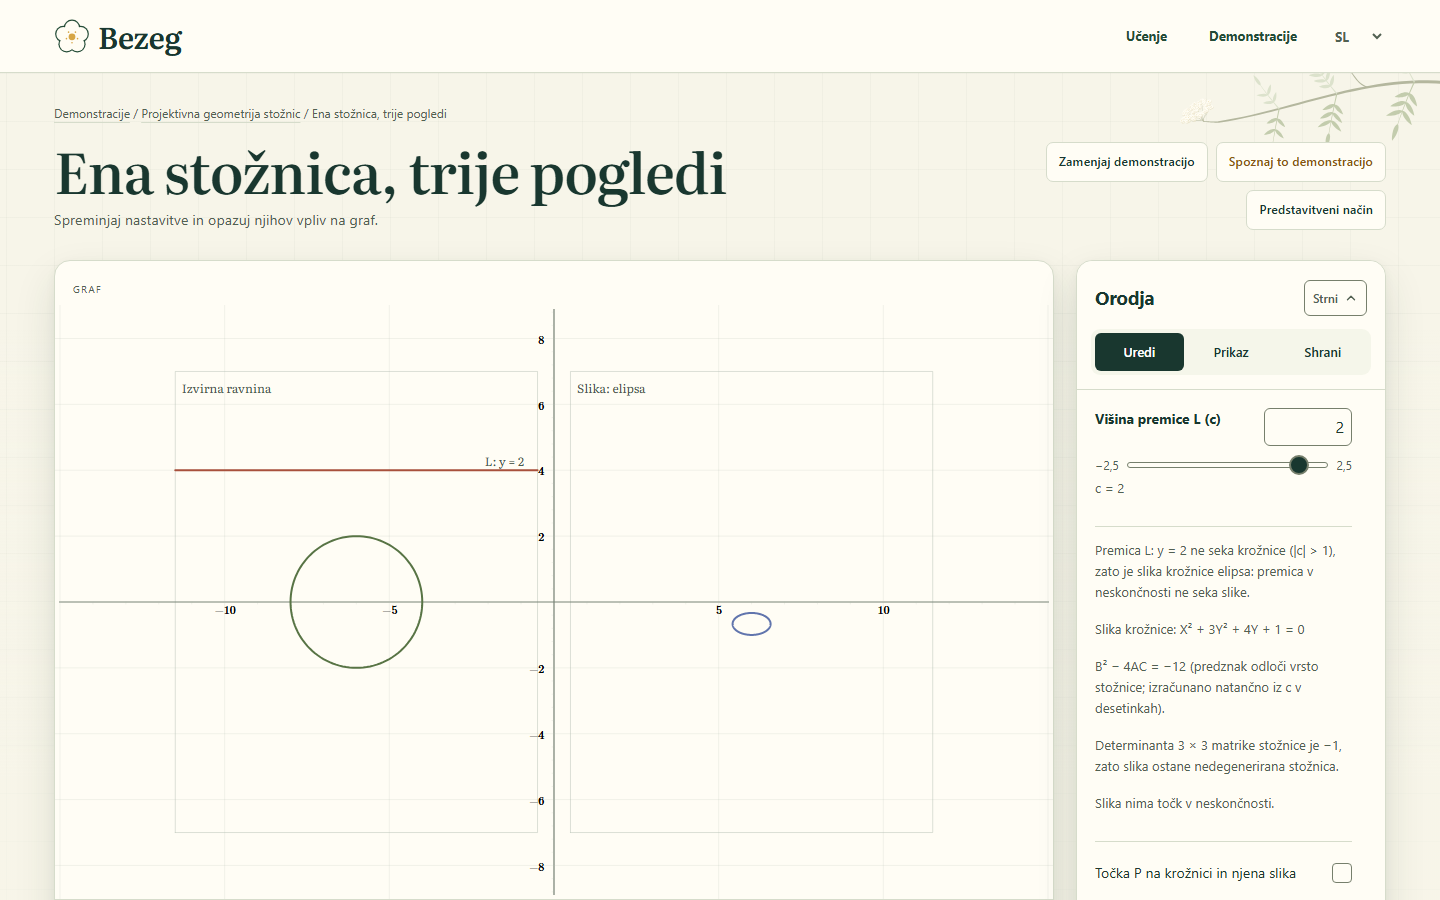 Bezeg
Učenje
Demonstracije
SL
Demonstracije / Projektivna geometrija stožnic / Ena stožnica, trije pogledi
Ena stožnica, trije pogledi
Spreminjaj nastavitve in opazuj njihov vpliv na graf.
Zamenjaj demonstracijo
Spoznaj to demonstracijo
Predstavitveni način
GRAF
Izvirna ravnina
Slika: elipsa
L: y = 2
8
6
4
2
−10
−5
5
10
−2
−4
−6
−8
Orodja
Strni
Uredi
Prikaz
Shrani
Višina premice L (c)
2
−2,5
2,5
c = 2
Premica L: y = 2 ne seka krožnice (|c| > 1),
zato je slika krožnice elipsa: premica v
neskončnosti ne seka slike.
Slika krožnice: X² + 3Y² + 4Y + 1 = 0
B² − 4AC = −12 (predznak odloči vrsto
stožnice; izračunano natančno iz c v
desetinkah).
Determinanta 3 × 3 matrike stožnice je −1,
zato slika ostane nedegenerirana stožnica.
Slika nima točk v neskončnosti.
Točka P na krožnici in njena slika